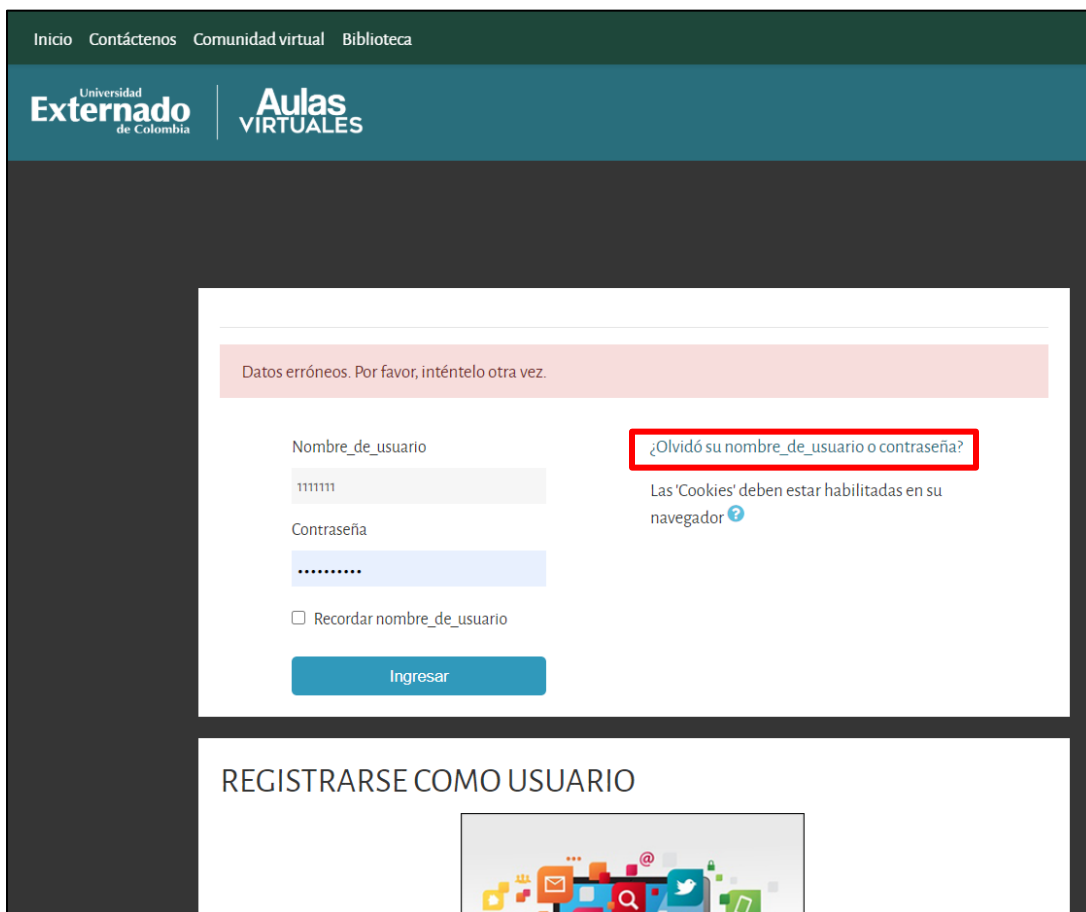 Inicio Contáctenos Comunidad virtual Biblioteca
Universidad
Externado
de Colombia
Aulas
VIRTUALES
Datos erróneos. Por favor, inténtelo otra vez.
Nombre_de_usuario
1111111
Contraseña
••••••••••
Recordar nombre_de_usuario
Ingresar
¿Olvidó su nombre_de_usuario o contraseña?
Las 'Cookies' deben estar habilitadas en su
navegador ?
REGISTRARSE COMO USUARIO
@